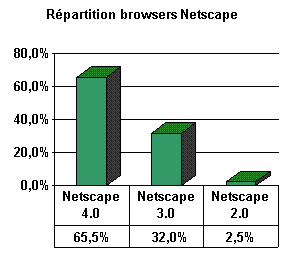 Répartition browsers Netscape
80,0%
60,0%
40,0%
20,0%
0,0%
Netscape 4.0
Netscape 3.0
Netscape 2.0
65,5%
32,0%
2,5%